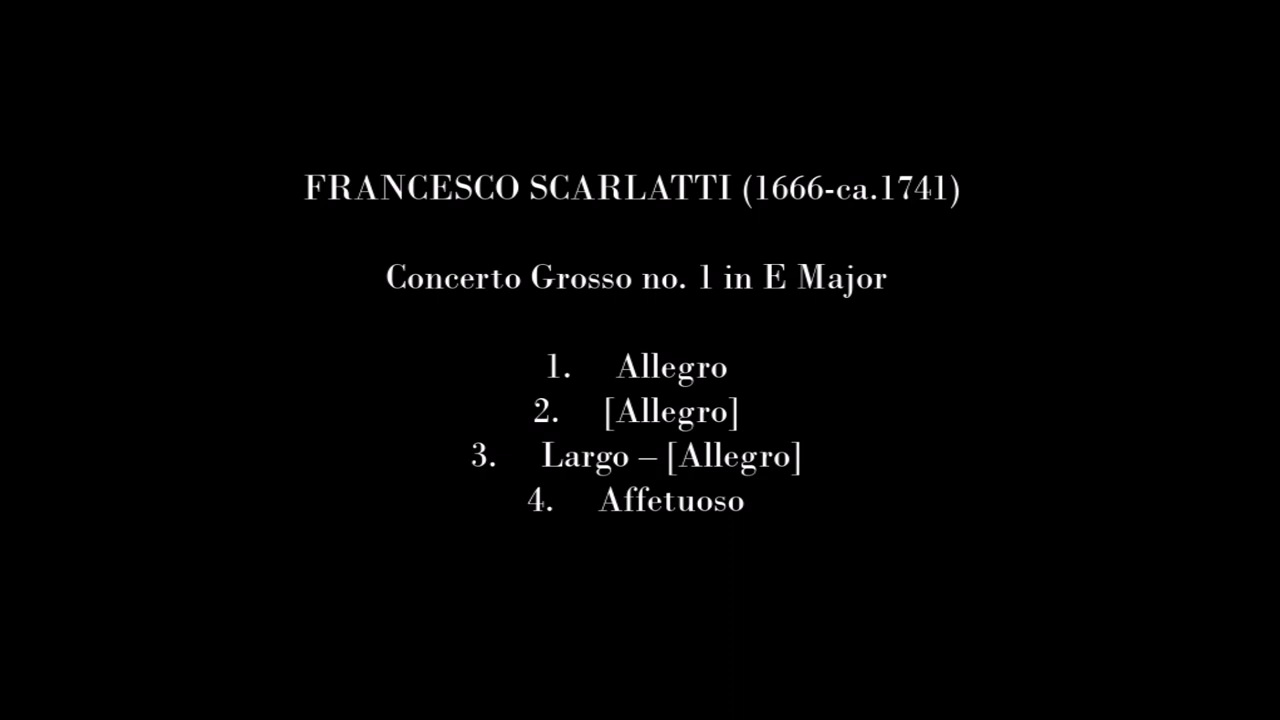 FRANCESCO SCARLATTI (1666-ca.1741)
Concerto Grosso no. 1 in E Major
1. Allegro
2. [Allegro]
3. Largo – [Allegro]
4. Affetuoso